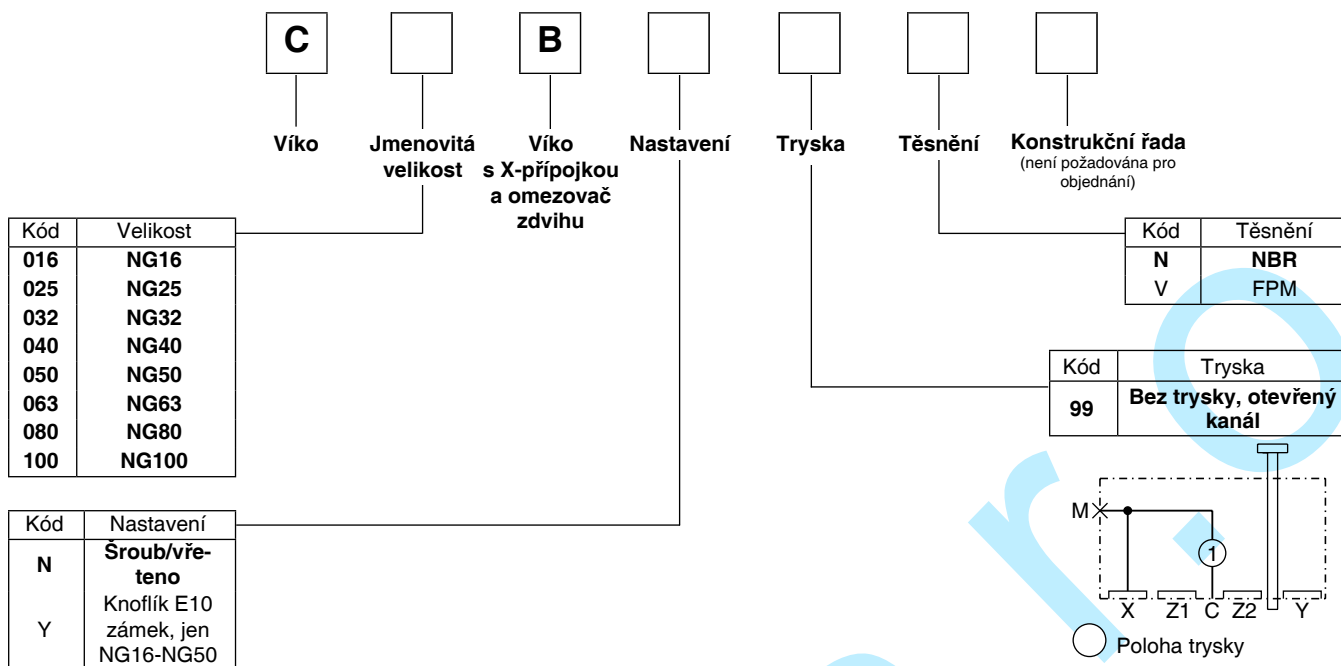 C B
Víko
Jmenovitá
velikost
Víko
s X-přípojkou
a omezovač
zdvihu
Nastavení
Tryska
Těsnění
Konstrukční řada
(není požadována pro
objednání)
Kód Velikost
016 NG16
025 NG25
032 NG32
040 NG40
050 NG50
063 NG63
080 NG80
100 NG100
Kód Těsnění
N NBR
V FPM
Kód Tryska
99 Bez trysky, otevřený
kanál
Kód Nastavení
N Šroub/vře-
teno
Y Knoflík E10
zámek, jen
NG16-NG50
M
1
X Z1 C Z2 Y
Poloha trysky